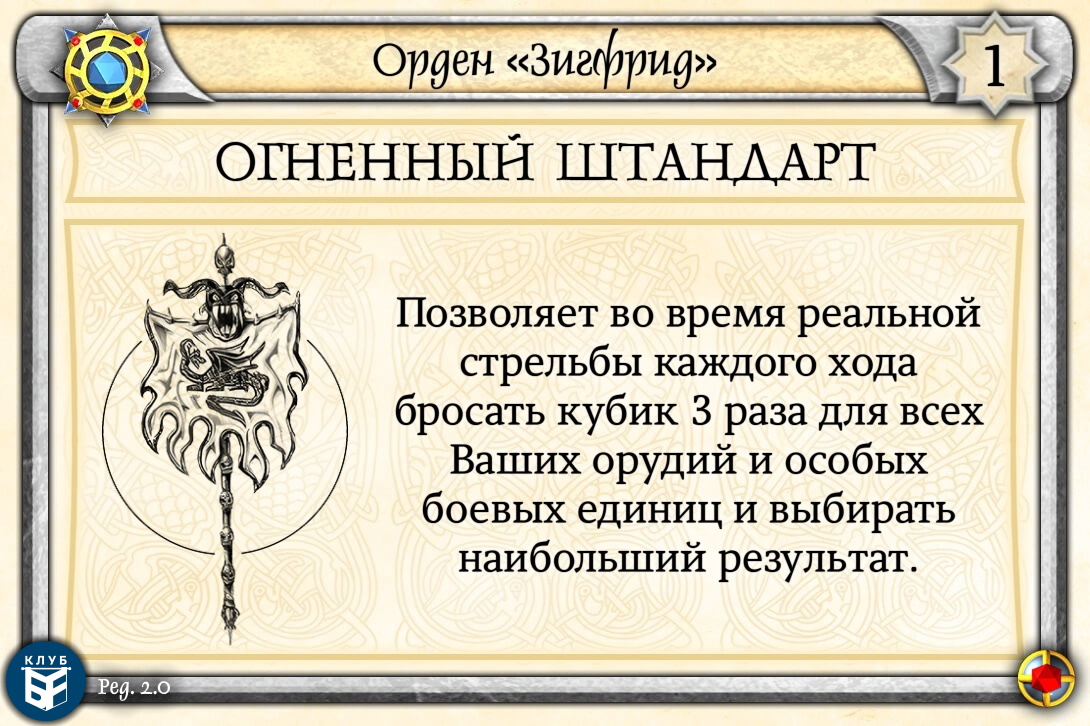 Орден «Зигфрид»
1
ОГНЕННЫЙ ШТАНДАРТ
Позволяет во время реальной
стрельбы каждого хода
бросать кубик 3 раза для всех
Ваших орудий и особых
боевых единиц и выбирать
наибольший результат.
КЛУБ
Ред. 2.0